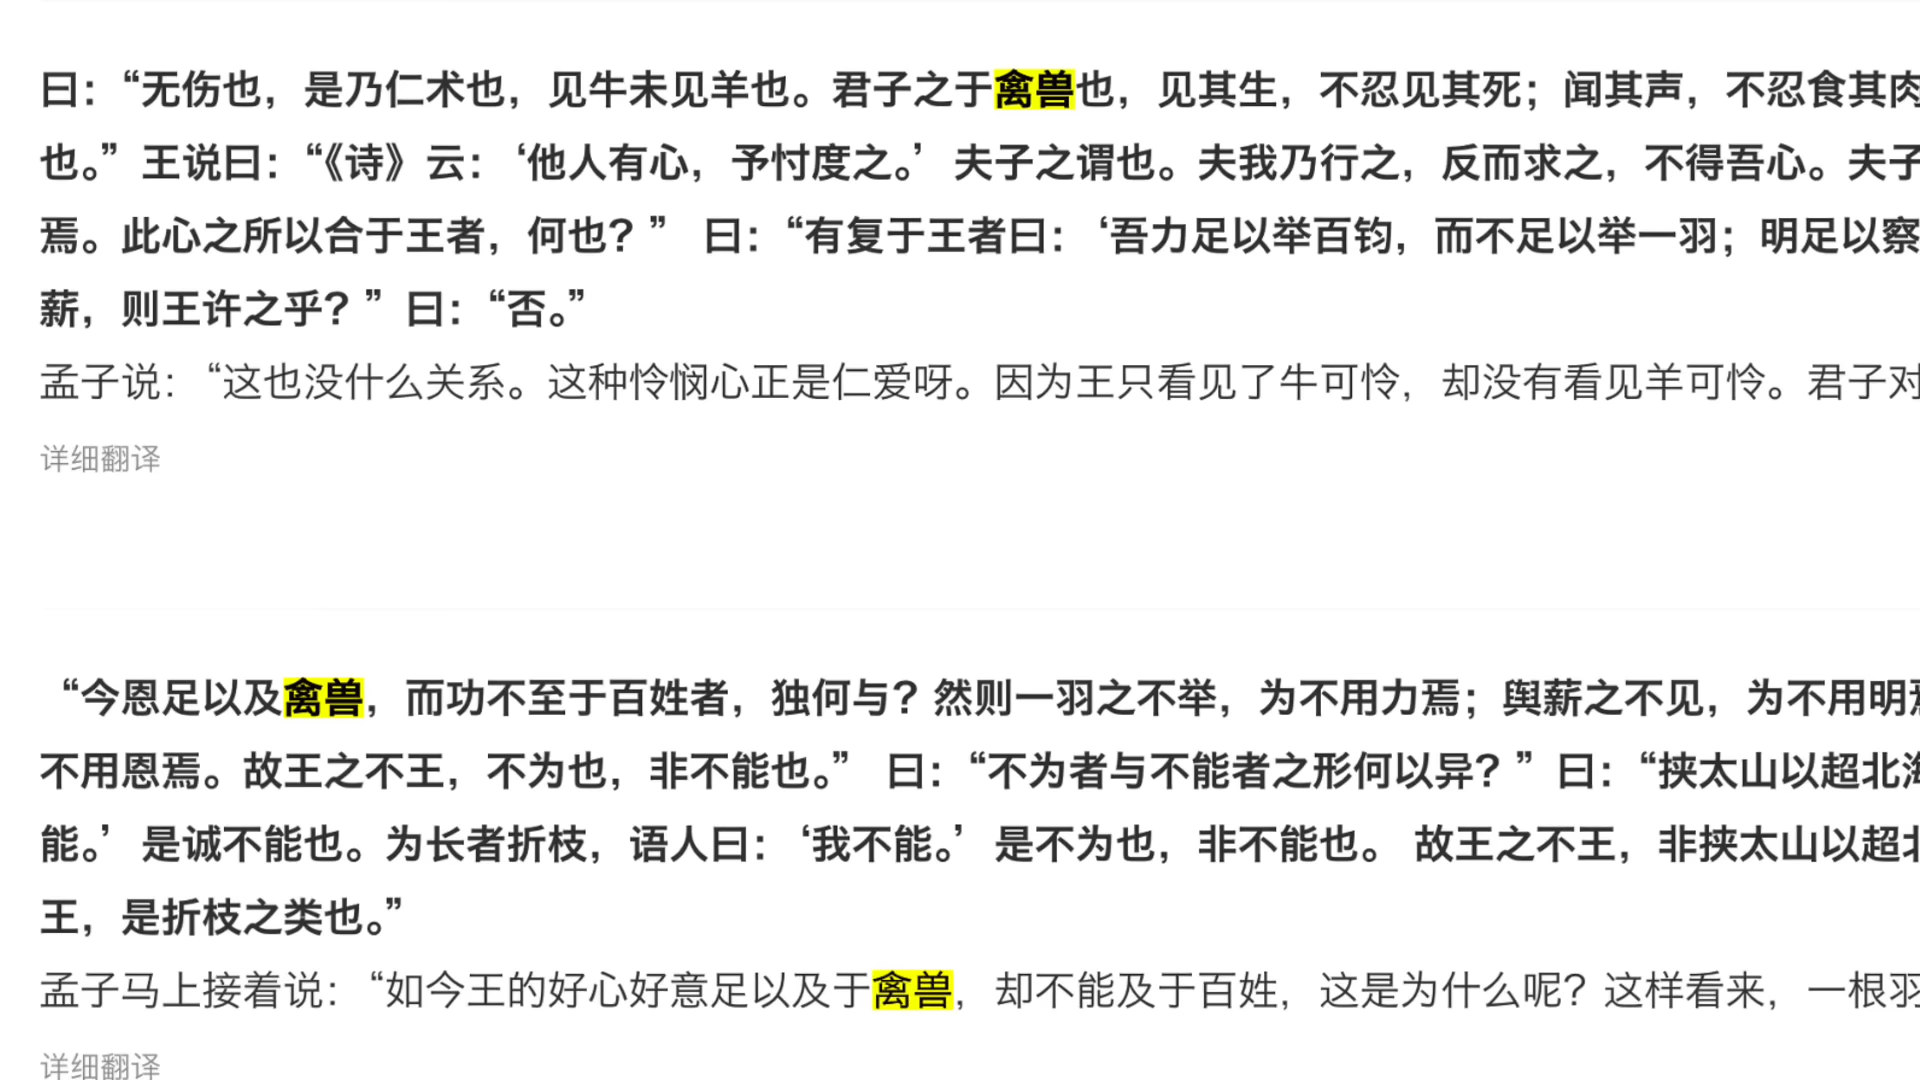 曰：“无伤也，是乃仁术也，见牛未见羊也。君子之于禽兽也，见其生，不忍见其死；闻其声，不忍食其肉
也。”王说曰：“《诗》云：‘他人有心，予忖度之。’夫子之谓也。夫我乃行之，反而求之，不得吾心。夫子
焉。此心之所以合于王者，何也？” 曰：“有复于王者曰：‘吾力足以举百钧，而不足以举一羽；明足以察
薪，则王许之乎？”曰：“否。”
孟子说：“这也没什么关系。这种怜悯心正是仁爱呀。因为王只看见了牛可怜，却没有看见羊可怜。君子对
详细翻译
“今恩足以及禽兽，而功不至于百姓者，独何与？然则一羽之不举，为不用力焉；舆薪之不见，为不用明焉
不用恩焉。故王之不王，不为也，非不能也。” 曰：“不为者与不能者之形何以异？”曰：“挟太山以超北海
能。’是诚不能也。为长者折枝，语人曰：‘我不能。’是不为也，非不能也。 故王之不王，非挟太山以超北
王，是折枝之类也。”
孟子马上接着说：“如今王的好心好意足以及于禽兽，却不能及于百姓，这是为什么呢？这样看来，一根羽
详细翻译